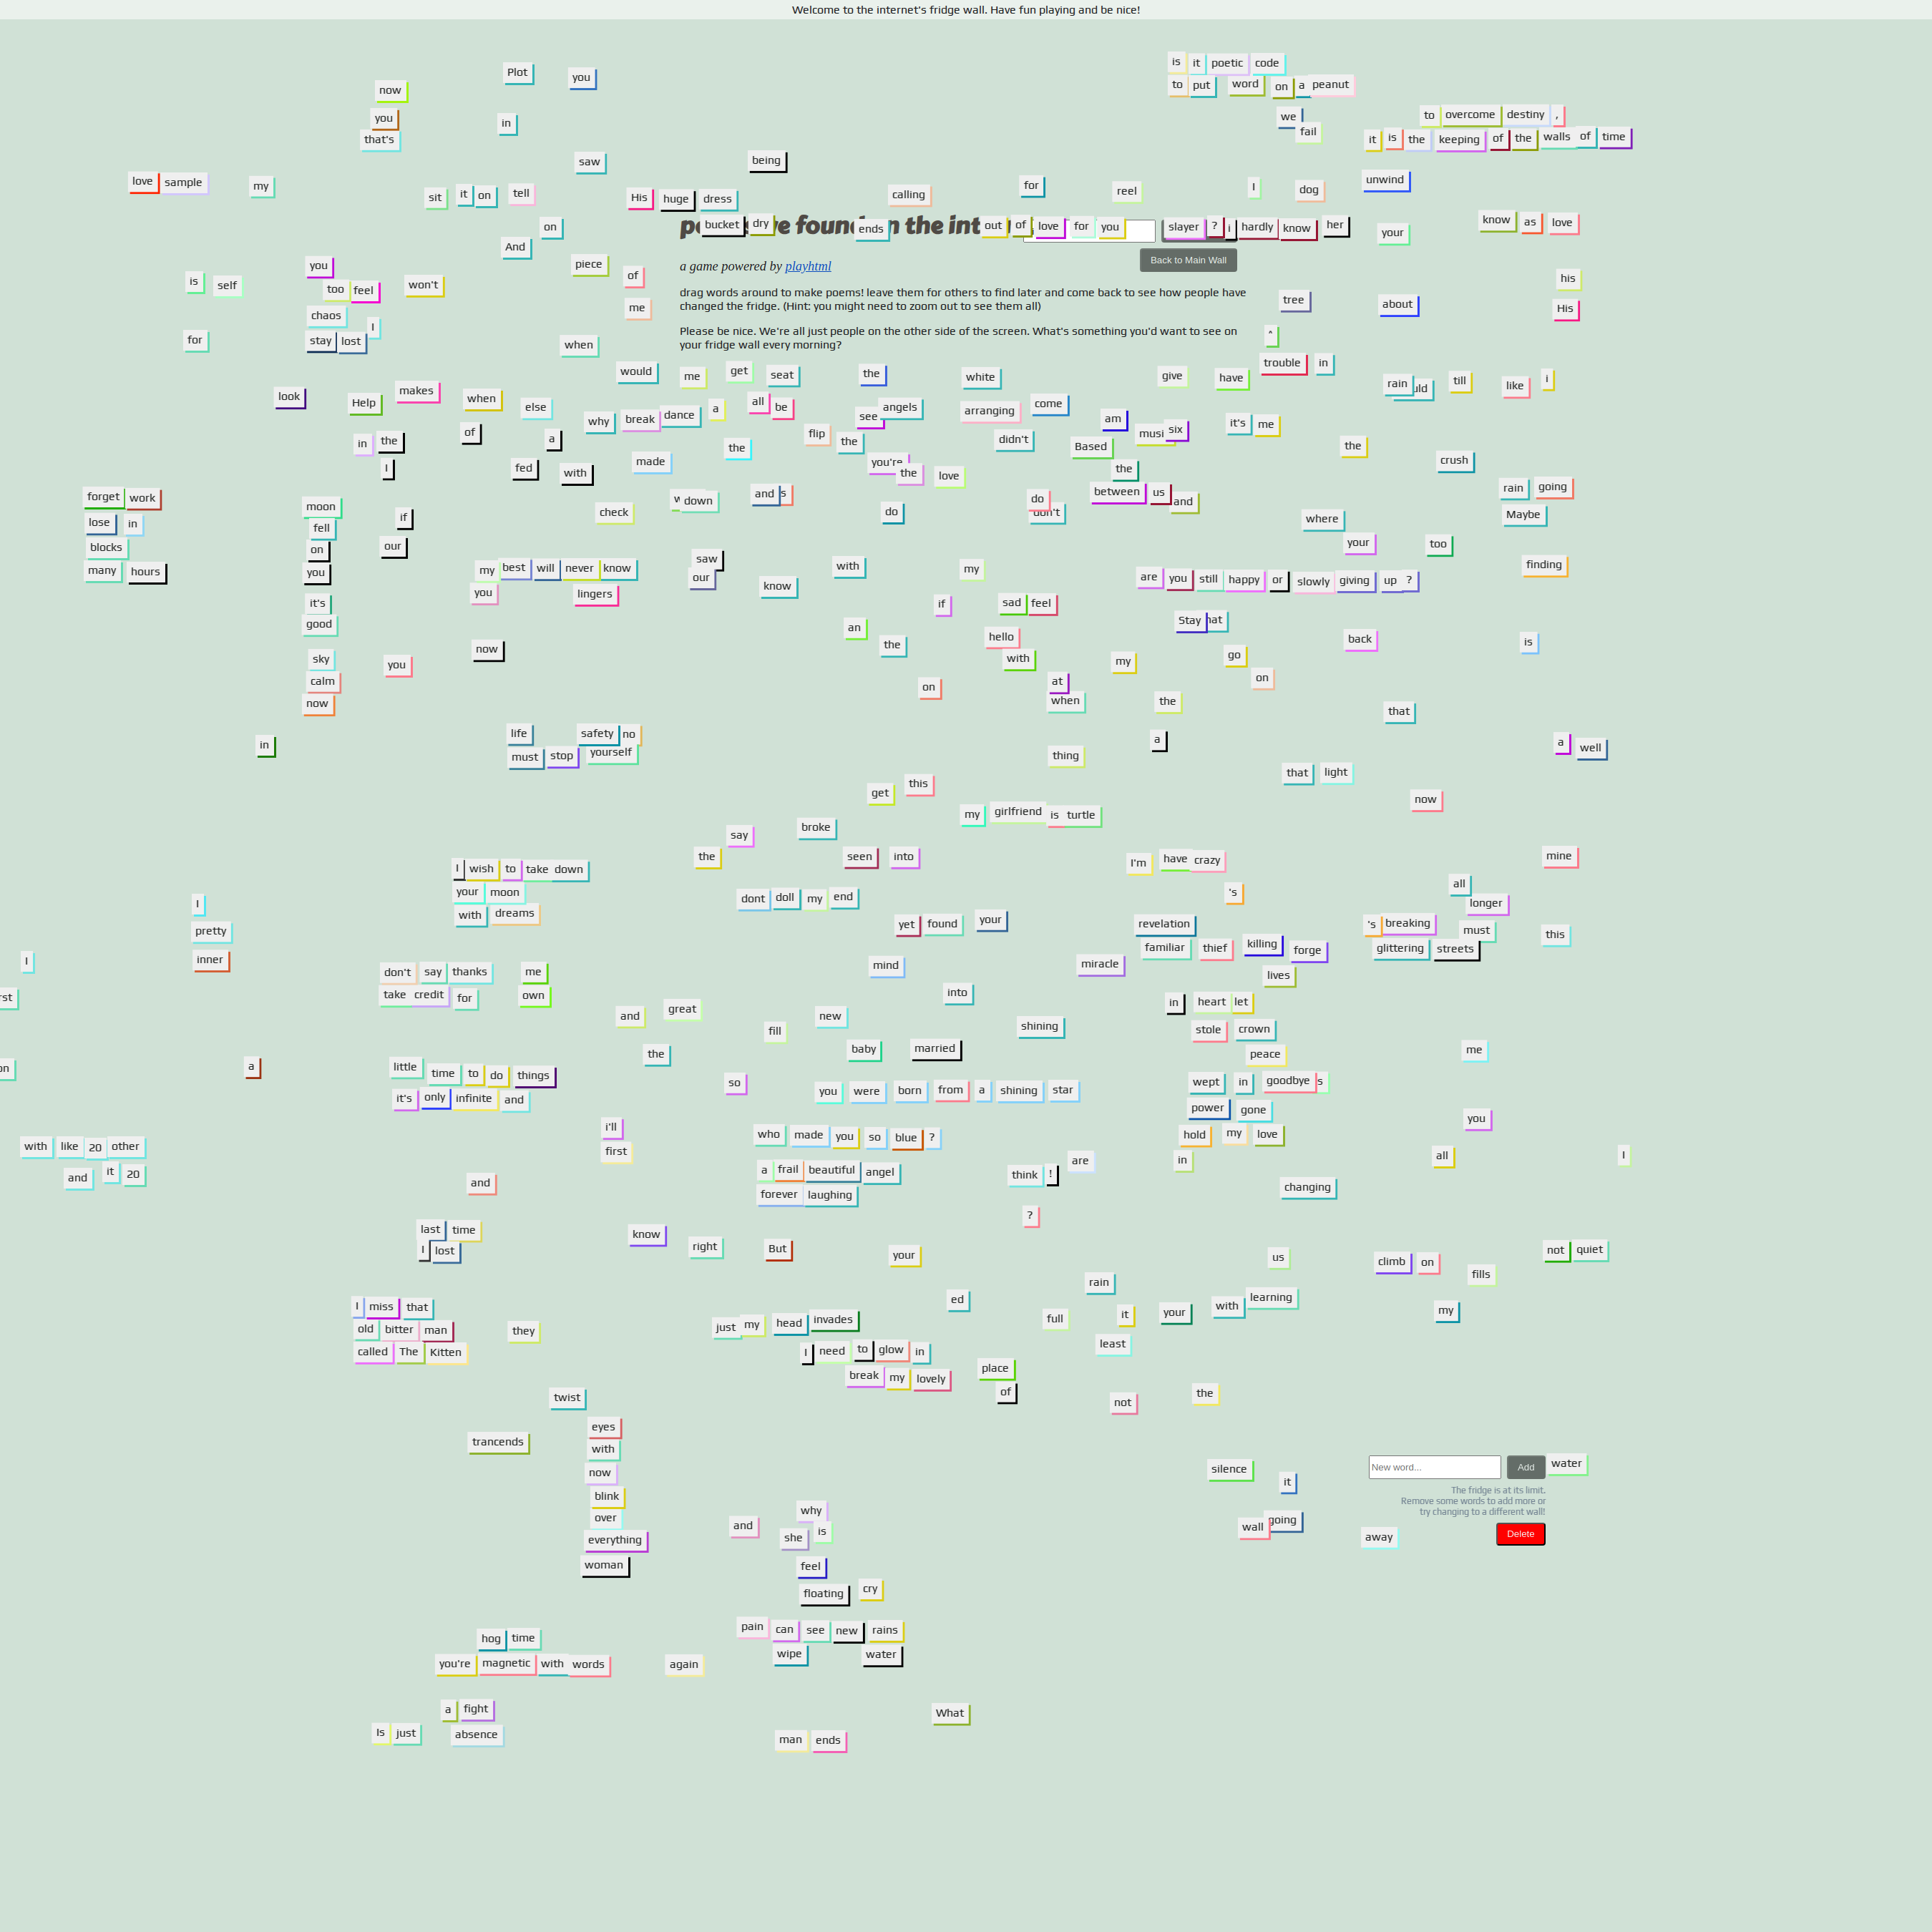 Welcome to the internet's fridge wall. Have fun playing and be nice!
is it poetic code
Plot you
to put word on a peanut
now
you in we fail
to overcome destiny ,
that's
it is the keeping of the walls of time
saw being
love sample my
unwind
sit it on tell His huge dress calling for reel I dog
bucket dry ends out of love for you slayer ? i hardly know her your know as love
on
And
a game powered by playhtml
Back to Main Wall
you piece of
is self too feel won't his
drag words around to make poems! leave them for others to find later and come back to see how people have
changed the fridge. (Hint: you might need to zoom out to see them all)
me tree about His
chaos I
Please be nice. We're all just people on the other side of the screen. What's something you'd want to see on
your fridge wall every morning?
for stay lost when ^
trouble in
would me get seat the white give have
rain till like i
look Help makes when else
why break dance a all be see angels arranging come am
it's me
six
in the of a flip the didn't Based the
I fed with made the you're the love the crush
forget work
check down and s do between us and rain going
lose in moon if do don't where Maybe
blocks fell our
many hours on
you
saw
my best will never know our know with my your too finding
you lingers
are you still happy or slowly giving up ?
it's if sad feel
good an the hello Stay back is
sky you now with my go
calm on at on
now when the that
in life safety no a a well
must stop yourself thing that light
get this now
my girlfriend is turtle
say broke
the seen into I'm have crazy mine
I wish to take down
your moon dont doll my end 's all
with dreams longer
I yet found your revelation 's breaking must this
pretty familiar thief killing forge glittering streets
inner mind miracle
I don't say thanks me lives
take credit for own into in heart let
and great fill new shining stole crown
the baby married peace me
a little time to do things
so wept in goodbye s
it's only infinite and you were born from a shining star
power gone you
i'll who made you so blue ? hold my love
with like 20 other first
and it 20 and a frail beautiful angel think ! are in all I
forever laughing changing
?
last time know right But your us climb on not quiet
I lost fills
rain
ed learning
I miss that full it your with my
old bitter man they just my head invades
called The Kitten I need to glow in least
break my lovely place
of
twist not the
eyes
trancends with
now New word... Add water
silence it
blink The fridge is at its limit.
Remove some words to add more or
try changing to a different wall!
over why
everything and she is wall going away Delete
woman feel
floating cry
pain can see new rains
hog time
wipe water
you're magnetic with words again
a fight What
Is just absence man ends